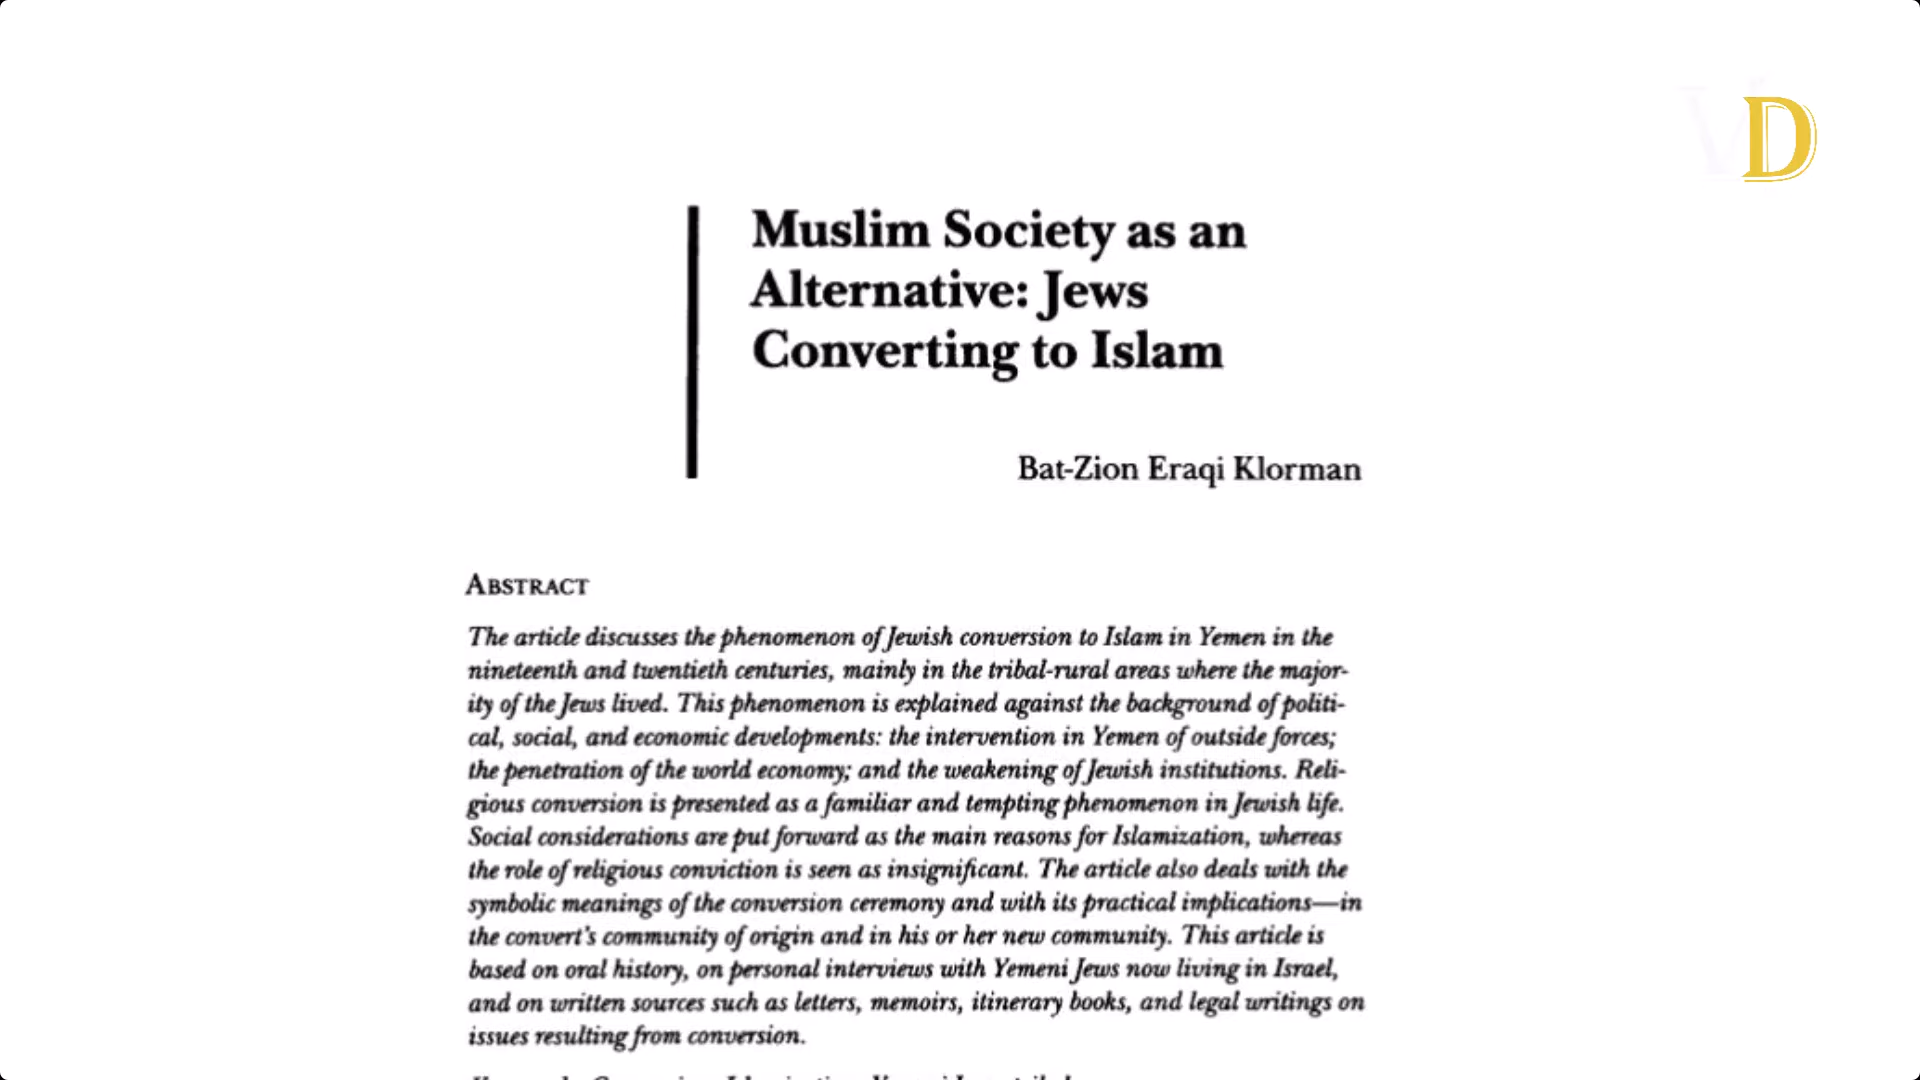 VD
Muslim Society as an
Alternative: Jews
Converting to Islam
Bat-Zion Eraqi Klorman
ABSTRACT
The article discusses the phenomenon of Jewish conversion to Islam in Yemen in the
nineteenth and twentieth centuries, mainly in the tribal-rural areas where the major-
ity of the Jews lived. This phenomenon is explained against the background of politi-
cal, social, and economic developments: the intervention in Yemen of outside forces;
the penetration of the world economy; and the weakening of Jewish institutions. Reli-
gious conversion is presented as a familiar and tempting phenomenon in Jewish life.
Social considerations are put forward as the main reasons for Islamization, whereas
the role of religious conviction is seen as insignificant. The article also deals with the
symbolic meanings of the conversion ceremony and with its practical implications—in
the convert's community of origin and in his or her new community. This article is
based on oral history, on personal interviews with Yemeni Jews now living in Israel,
and on written sources such as letters, memoirs, itinerary books, and legal writings on
issues resulting from conversion.